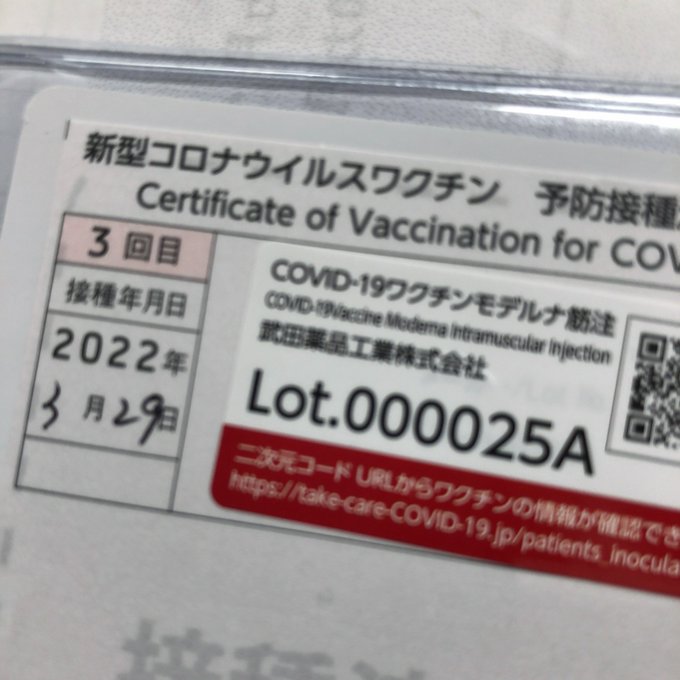 新型コロナウイルスワクチン 予防接種
Certificate of Vaccination for COV
3回目
接種年月日
2022年
3月29日
COVID-19ワクチンモデルナ筋注
COVID-19 Vaccine Moderna Intramuscular Injection
武田薬品工業株式会社
Lot.000025A
二次元コード URLからワクチンの情報が確認でき
https://take-care-COVID-19.jp/patients_inocula
接種